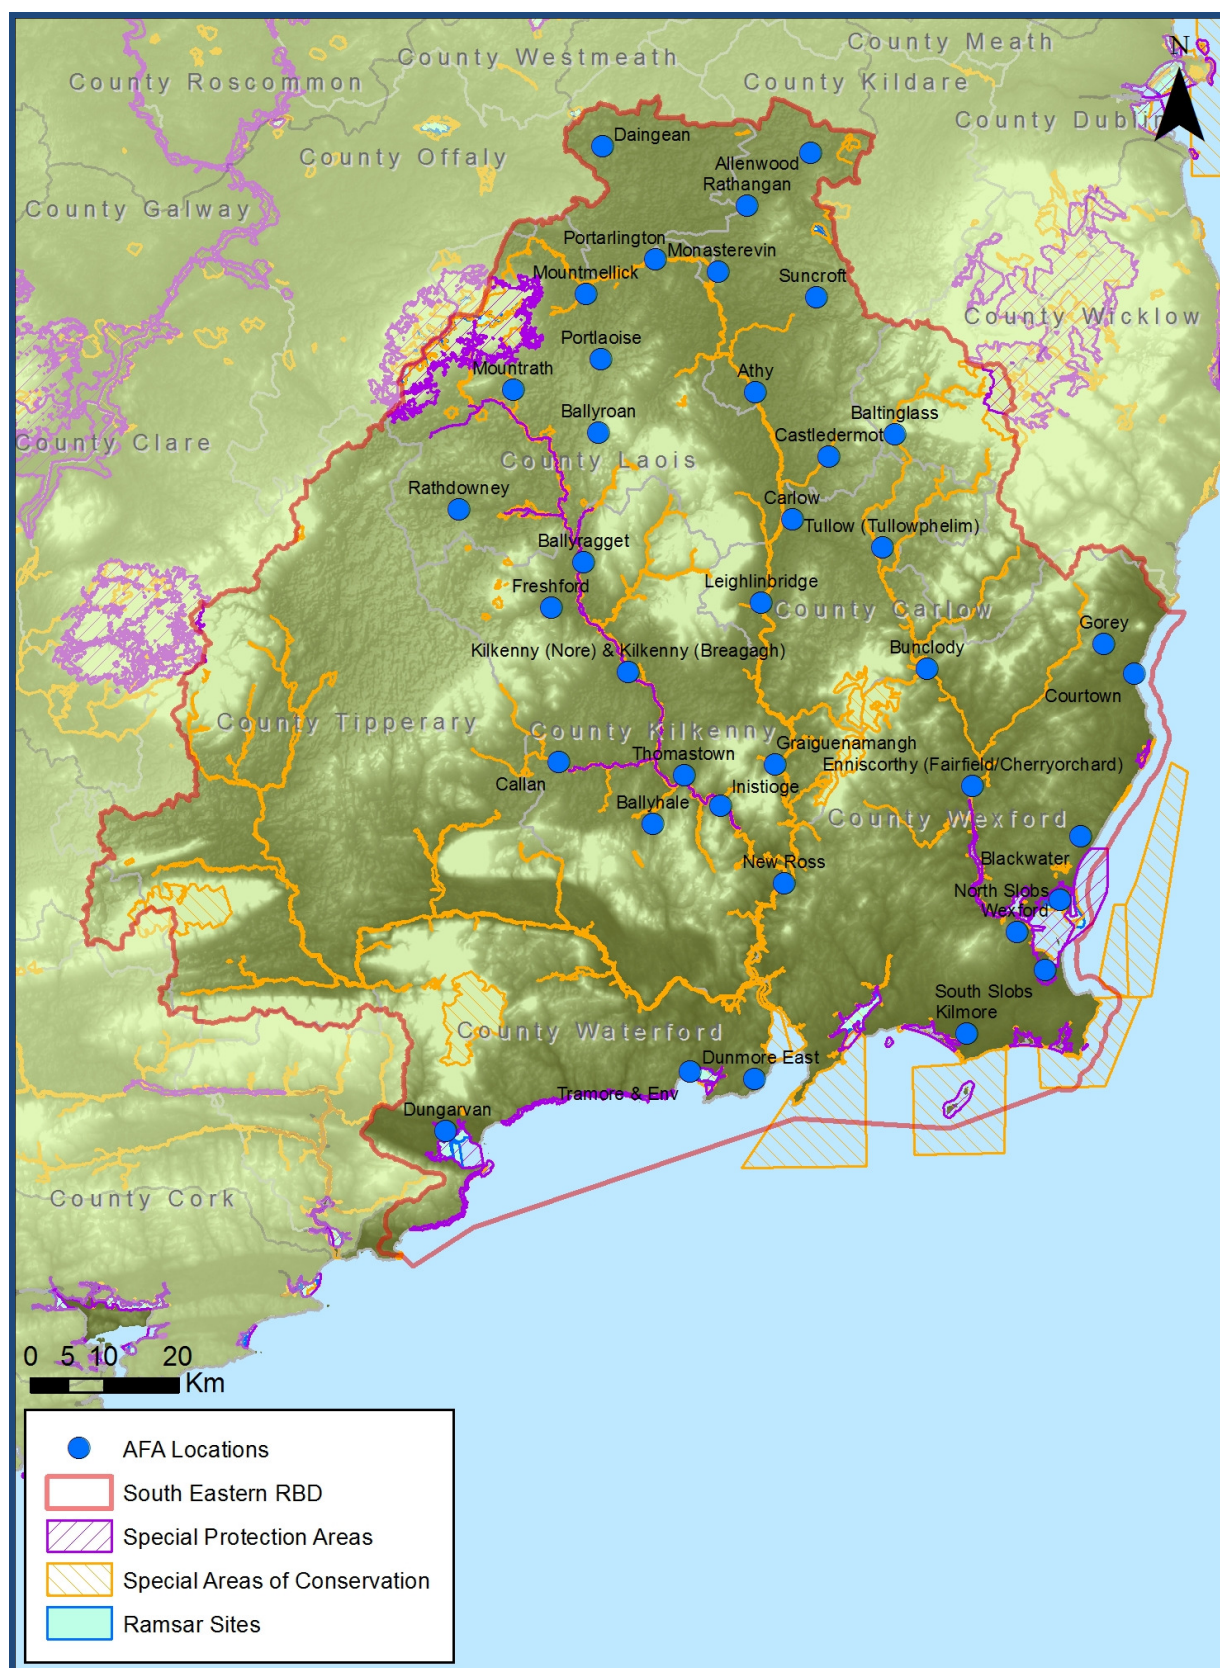 County Meath
County Westmeath
N
County Roscommon
County Kildare
County Dublin
Daingean
County Offaly
Allenwood
Rathangan
County Galway
Portarlington
Monasterevin
Mountmellick
Suncroft
County Wicklow
Portlaoise
Mountrath
Athy
Ballyroan
Baltinglass
Castledermot
County Clare
County Laois
Rathdowney
Carlow
Tullow (Tullowphelim)
Ballyragget
Freshford
Leighlinbridge
County Carlow
Gorey
Kilkenny (Nore) & Kilkenny (Breagagh)
Bunclody
Courtown
County Tipperary
County Kilkenny
Graiguenamangh
Thomastown
Enniscorthy (Fairfield/Cherryorchard)
Callan
Inistioge
Ballyhale
County Wexford
New Ross
Blackwater
North Slobs
Wexford
South Slobs
Kilmore
County Waterford
Dunmore East
Tramore & Env
Dungarvan
County Cork
0 5 10 20
Km
AFA Locations
South Eastern RBD
Special Protection Areas
Special Areas of Conservation
Ramsar Sites